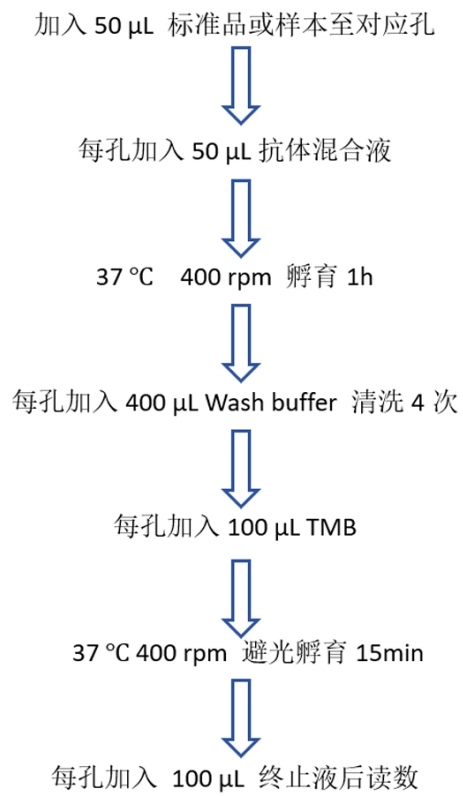 加入 50 μL 标准品或样本至对应孔
每孔加入 50 μL 抗体混合液
37 ℃ 400 rpm 孵育 1h
每孔加入 400 μL Wash buffer 清洗 4 次
每孔加入 100 μL TMB
37 ℃ 400 rpm 避光孵育 15min
每孔加入 100 μL 终止液后读数